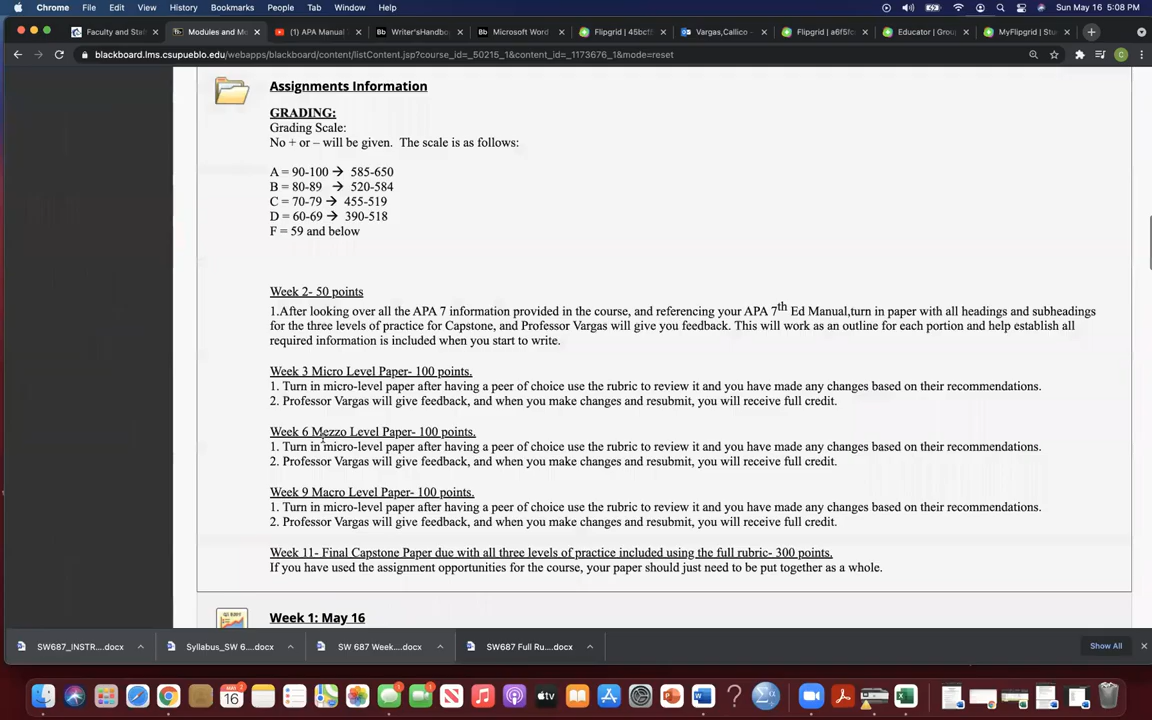 Chrome File Edit View History Bookmarks People Tab Window Help Sun May 16 5:08 PM
Faculty and Staf Modules and Mo (1) APA Manual Writer'sHandbo Microsoft Word Flipgrid | 45bcf Vargas,Callico Flipgrid | a6f5fc Educator | Grou MyFlipgrid | Stu
blackboard.lms.csupueblo.edu/webapps/blackboard/content/listContent.jsp?course_id=_50215_1&content_id=_1173676_1&mode=reset C
Assignments Information
GRADING:
Grading Scale:
No + or – will be given. The scale is as follows:
A = 90-100 → 585-650
B = 80-89 → 520-584
C = 70-79 → 455-519
D = 60-69 → 390-518
F = 59 and below
Week 2- 50 points
1.After looking over all the APA 7 information provided in the course, and referencing your APA 7th Ed Manual,turn in paper with all headings and subheadings
for the three levels of practice for Capstone, and Professor Vargas will give you feedback. This will work as an outline for each portion and help establish all
required information is included when you start to write.
Week 3 Micro Level Paper- 100 points.
1. Turn in micro-level paper after having a peer of choice use the rubric to review it and you have made any changes based on their recommendations.
2. Professor Vargas will give feedback, and when you make changes and resubmit, you will receive full credit.
Week 6 Mezzo Level Paper- 100 points.
1. Turn in micro-level paper after having a peer of choice use the rubric to review it and you have made any changes based on their recommendations.
2. Professor Vargas will give feedback, and when you make changes and resubmit, you will receive full credit.
Week 9 Macro Level Paper- 100 points.
1. Turn in micro-level paper after having a peer of choice use the rubric to review it and you have made any changes based on their recommendations.
2. Professor Vargas will give feedback, and when you make changes and resubmit, you will receive full credit.
Week 11- Final Capstone Paper due with all three levels of practice included using the full rubric- 300 points.
If you have used the assignment opportunities for the course, your paper should just need to be put together as a whole.
Week 1: May 16
SW687_INSTR....docx Syllabus_SW 6....docx SW 687 Week....docx SW687 Full Ru....docx Show All